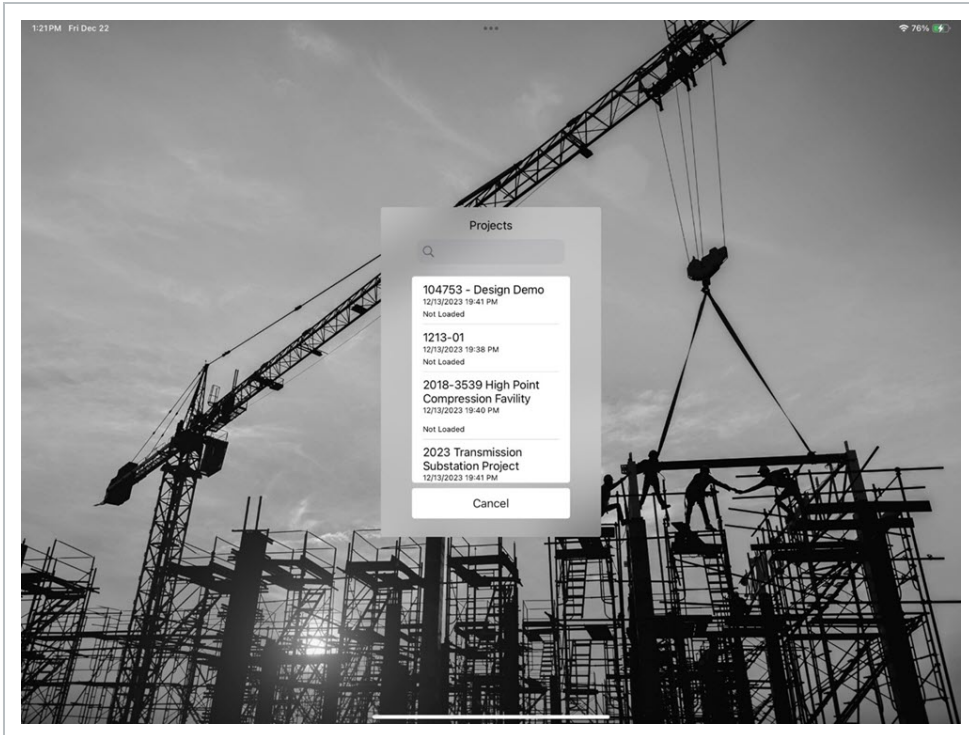 1:21PM Fri Dec 22
76%
Projects
104753 - Design Demo
12/13/2023 19:41 PM
Not Loaded
1213-01
12/13/2023 19:38 PM
Not Loaded
2018-3539 High Point
Compression Favility
12/13/2023 19:40 PM
Not Loaded
2023 Transmission
Substation Project
12/13/2023 19:41 PM
Cancel